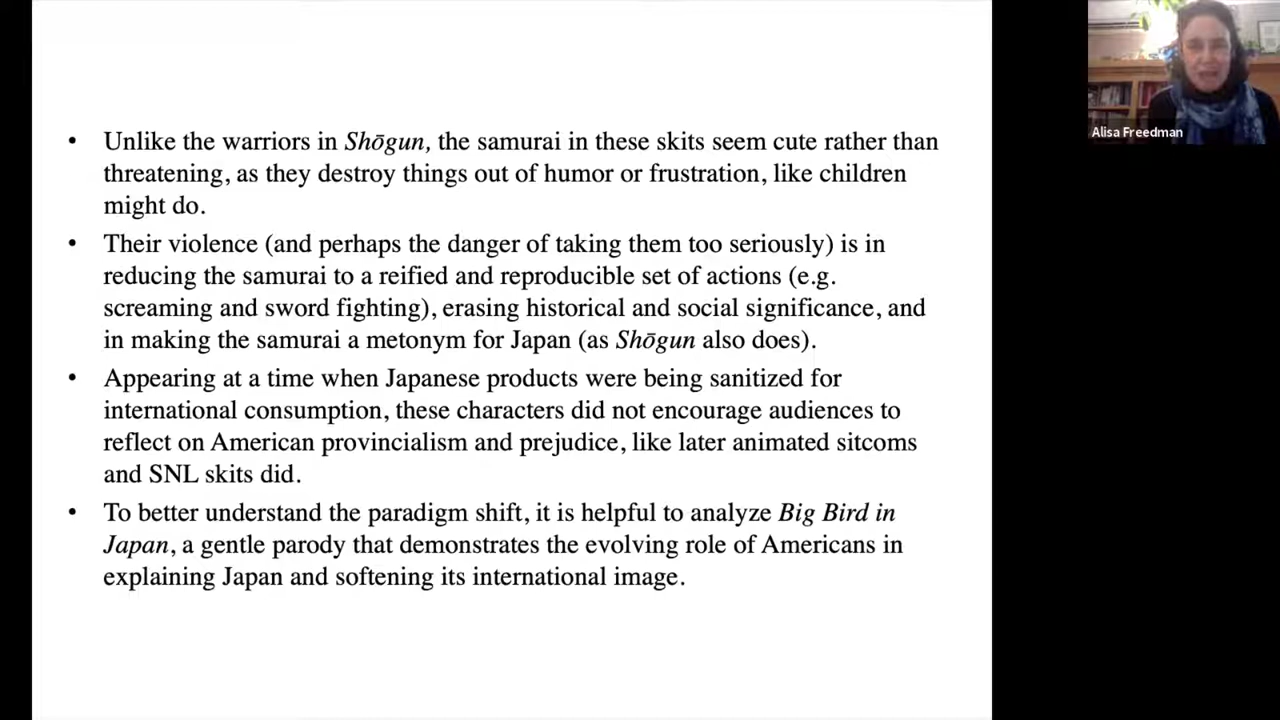 • Unlike the warriors in Shōgun, the samurai in these skits seem cute rather than
threatening, as they destroy things out of humor or frustration, like children
might do.
• Their violence (and perhaps the danger of taking them too seriously) is in
reducing the samurai to a reified and reproducible set of actions (e.g.
screaming and sword fighting), erasing historical and social significance, and
in making the samurai a metonym for Japan (as Shōgun also does).
• Appearing at a time when Japanese products were being sanitized for
international consumption, these characters did not encourage audiences to
reflect on American provincialism and prejudice, like later animated sitcoms
and SNL skits did.
• To better understand the paradigm shift, it is helpful to analyze Big Bird in
Japan, a gentle parody that demonstrates the evolving role of Americans in
explaining Japan and softening its international image.
Alisa Freedman